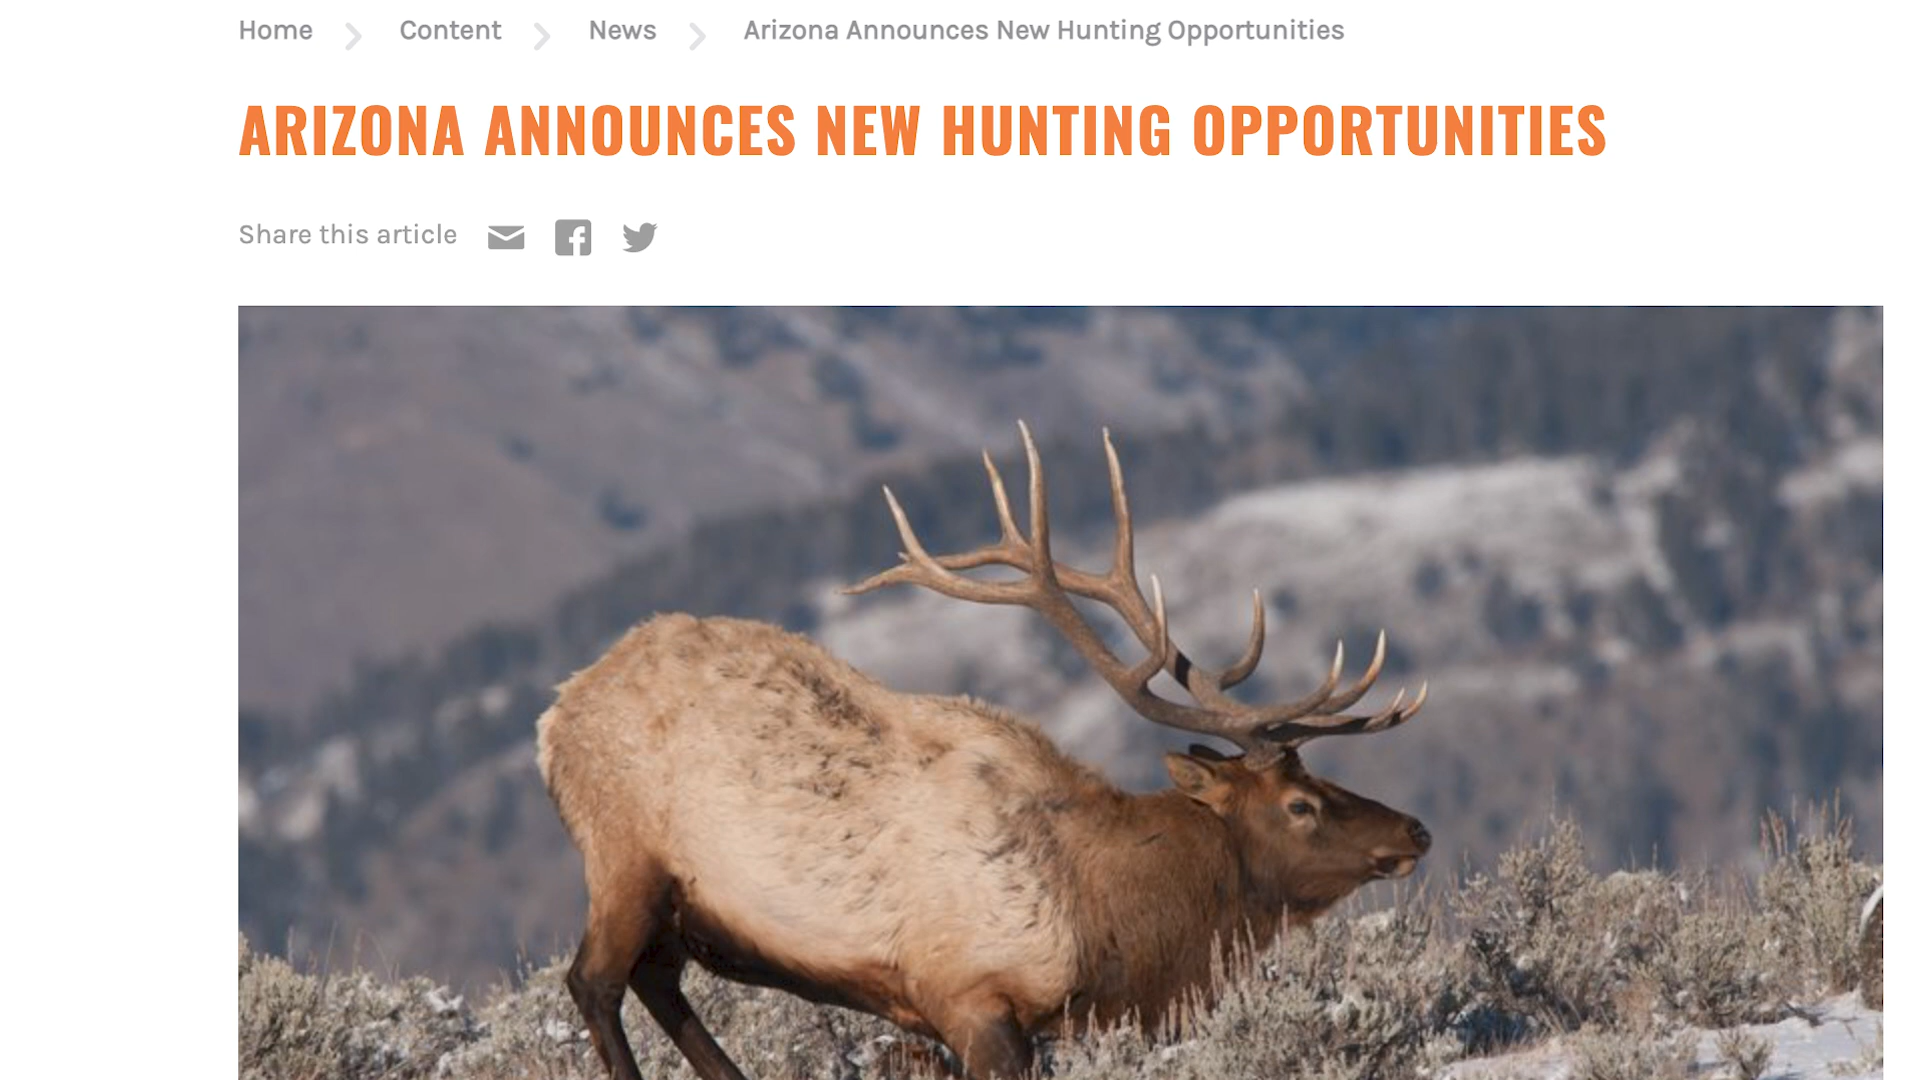 Home Content News Arizona Announces New Hunting Opportunities
ARIZONA ANNOUNCES NEW HUNTING OPPORTUNITIES
Share this article